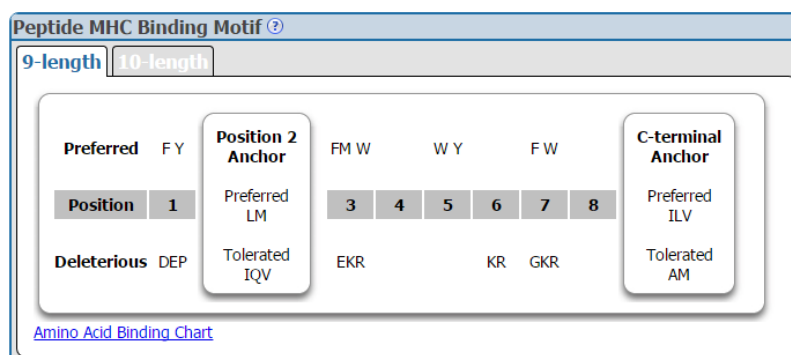 Peptide MHC Binding Motif ?
9-length 10-length
Preferred F Y Position 2 Anchor FM W W Y F W C-terminal Anchor
Position 1 Preferred LM 3 4 5 6 7 8 Preferred ILV
Deleterious DEP Tolerated IQV EKR KR GKR Tolerated AM
Amino Acid Binding Chart